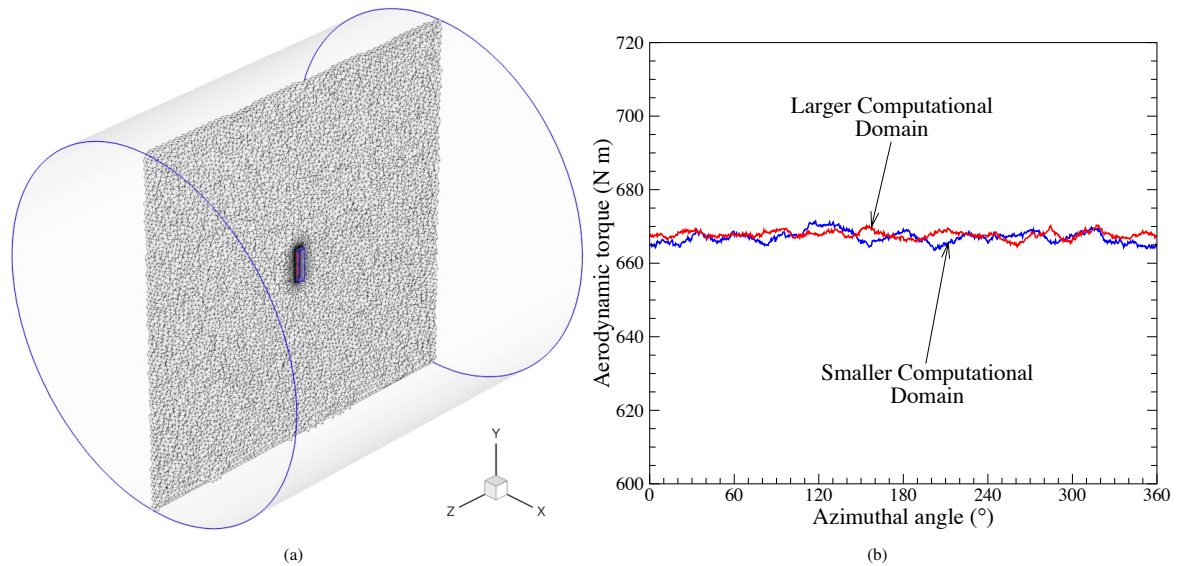 Y
Z
X
(a)
720
700
680
660
640
620
600
0
60
120
180
240
300
360
Aerodynamic torque (N m)
Azimuthal angle (°)
Larger Computational
Domain
Smaller Computational
Domain
(b)